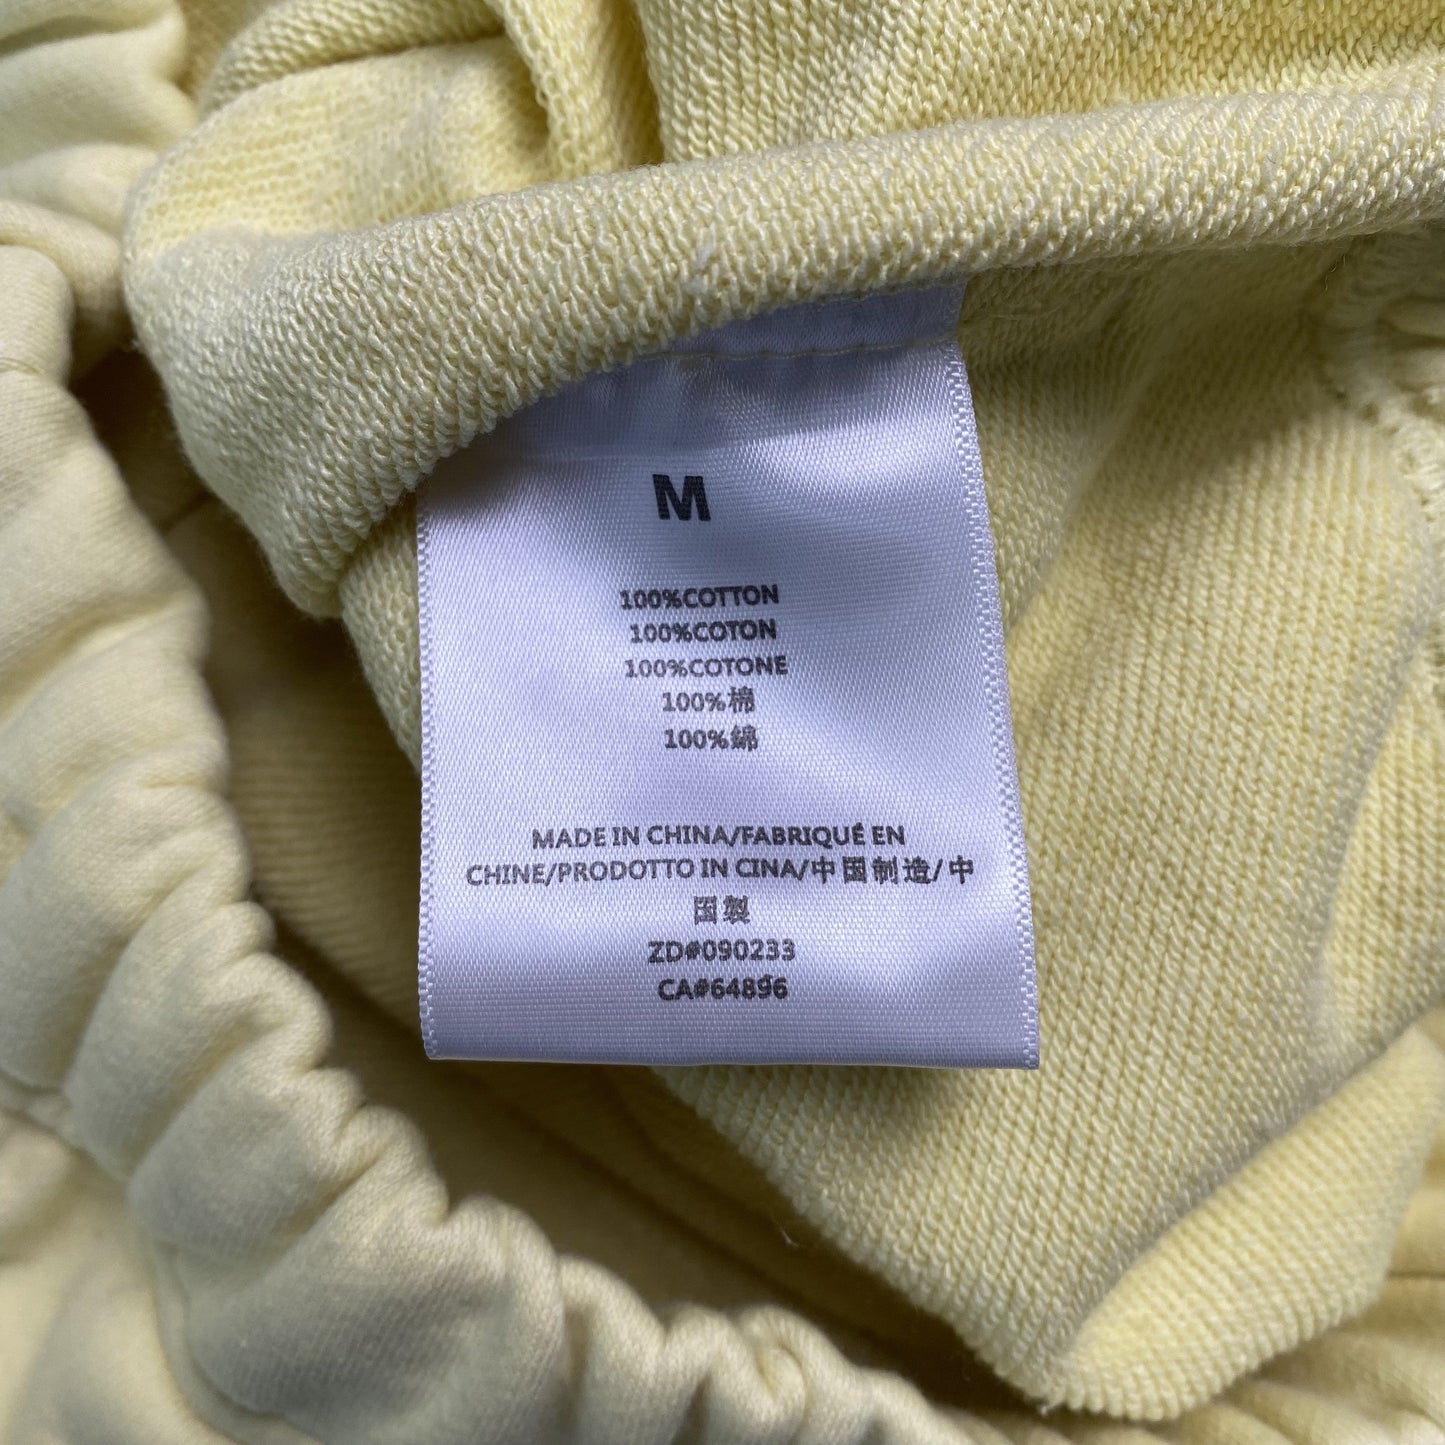 M
100%COTTON
100%COTON
100%COTONE
100%棉
100%綿
MADE IN CHINA/FABRIQUÉ EN
CHINE/PRODOTTO IN CINA/中国制造/中
国製
ZD#090233
CA#64896